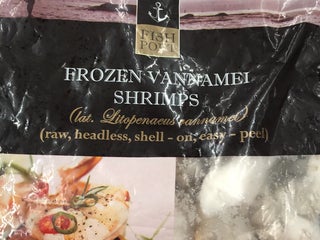 FISH
PORT
FROZEN VANNAMEI
SHRIMPS
(lat. Litopenaeus vannamei)
(raw, headless, shell - on, easy - peel)